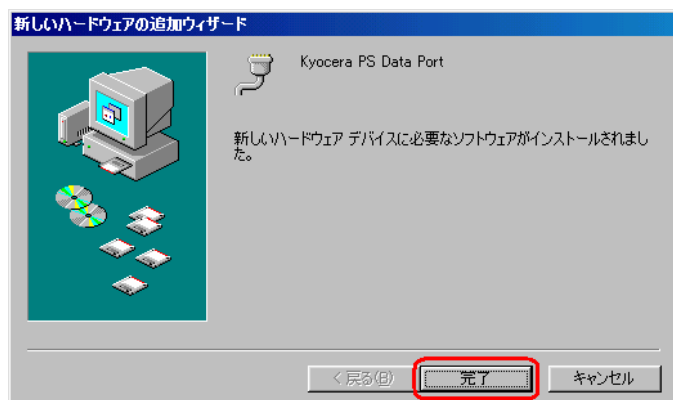 新しいハードウェアの追加ウィザード
Kyocera PS Data Port
新しいハードウェア デバイスに必要なソフトウェアがインストールされまし
た。
< 戻る(B)
完了
キャンセル